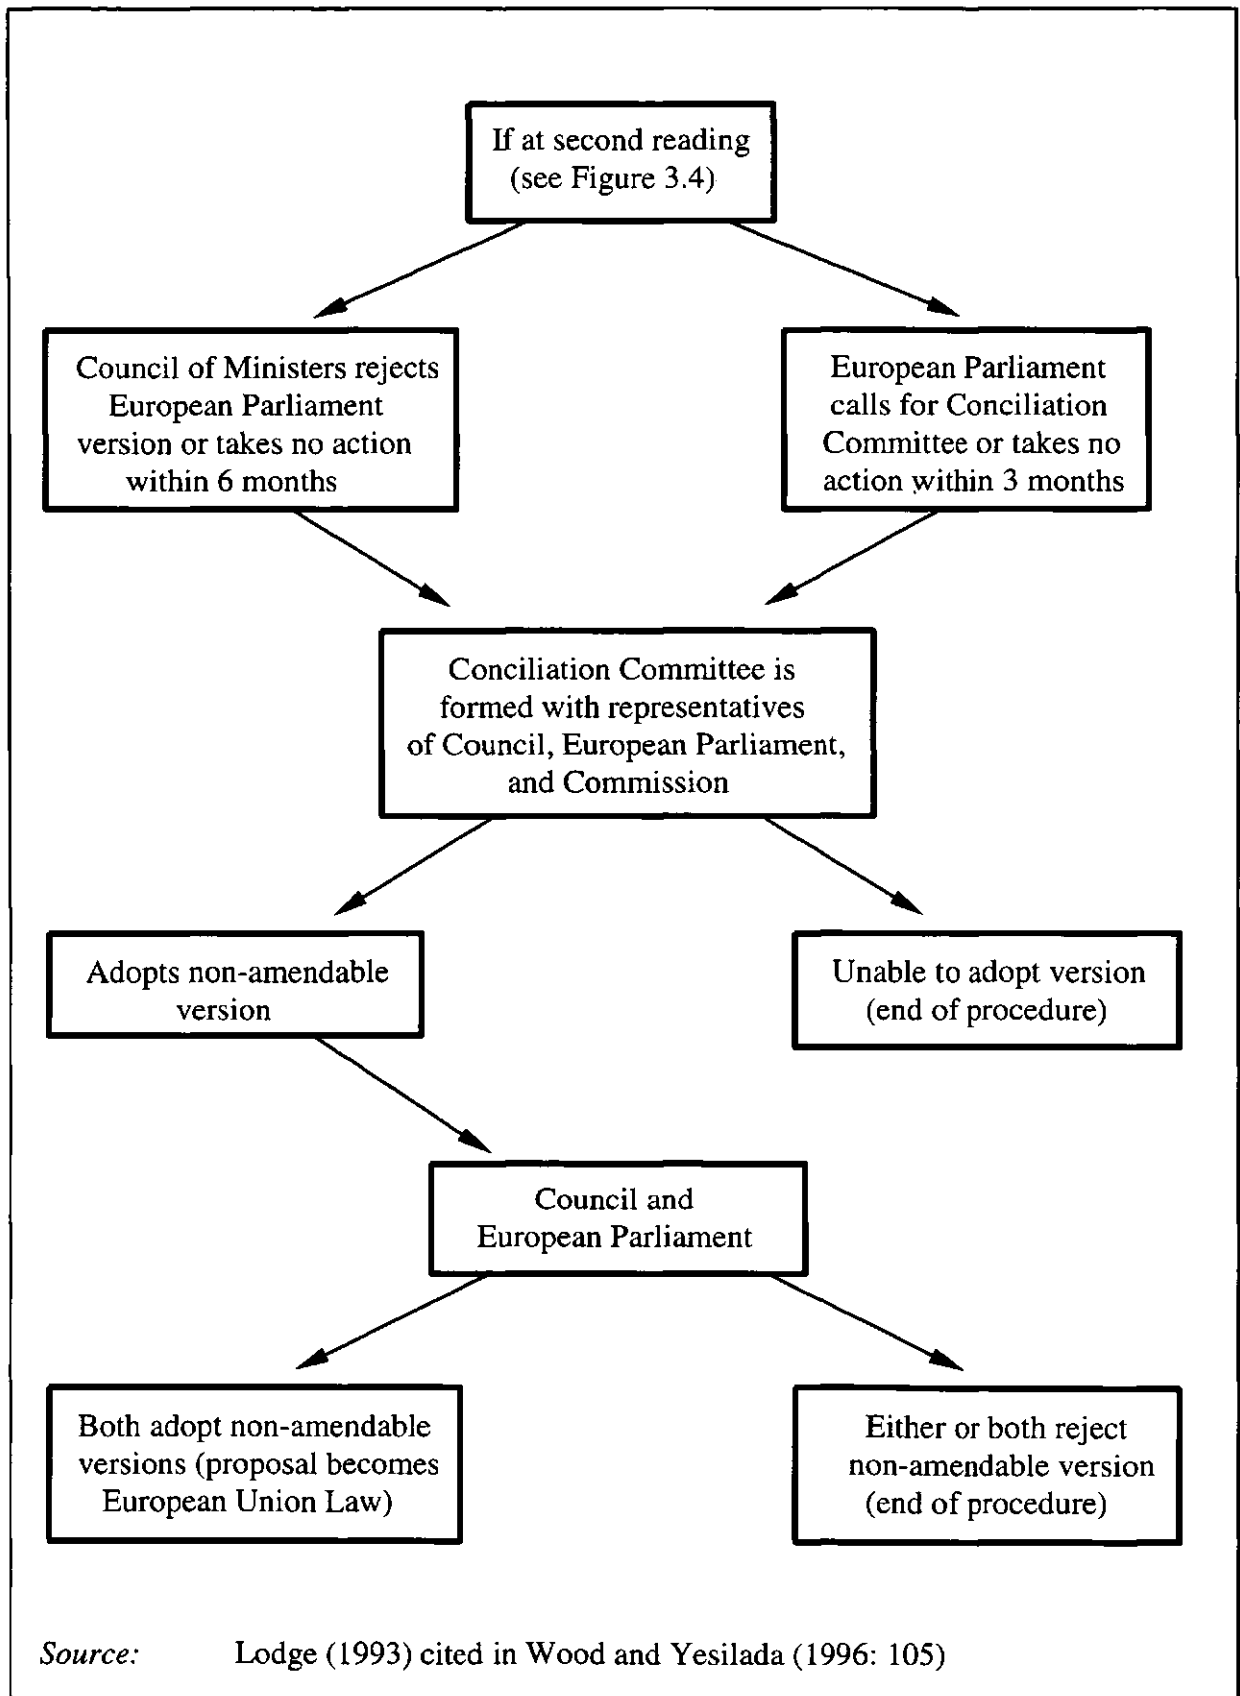 If at second reading
(see Figure 3.4)
Council of Ministers rejects
European Parliament
version or takes no action
within 6 months
European Parliament
calls for Conciliation
Committee or takes no
action within 3 months
Conciliation Committee is
formed with representatives
of Council, European Parliament,
and Commission
Adopts non-amendable
version
Unable to adopt version
(end of procedure)
Council and
European Parliament
Both adopt non-amendable
versions (proposal becomes
European Union Law)
Either or both reject
non-amendable version
(end of procedure)
Source: Lodge (1993) cited in Wood and Yesilada (1996: 105)